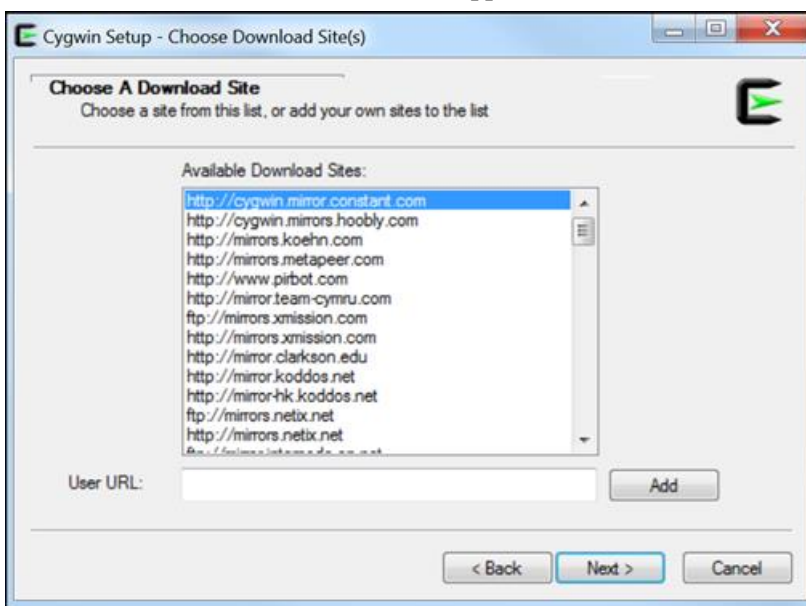 Cygwin Setup - Choose Download Site(s)
Choose A Download Site
Choose a site from this list, or add your own sites to the list
Available Download Sites:
http://cygwin.mirror.constant.com
http://cygwin.mirrors.hoobly.com
http://mirrors.koehn.com
http://mirrors.metapeer.com
http://www.pirbot.com
http://mirror.team-cymru.com
ftp://mirrors.xmission.com
http://mirrors.xmission.com
http://mirror.clarkson.edu
http://mirror.koddos.net
http://mirror-hk.koddos.net
ftp://mirrors.netix.net
http://mirrors.netix.net
User URL:
Add
< Back
Next >
Cancel